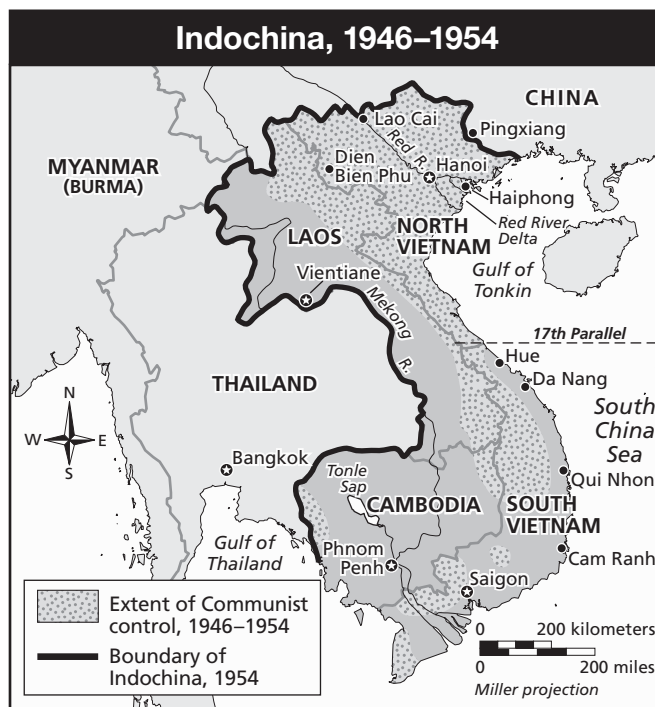 Indochina, 1946–1954
CHINA
Lao Cai
Pingxiang
Red R.
MYANMAR
(BURMA)
Dien
Bien Phu
Hanoi
Haiphong
Red River
Delta
NORTH
VIETNAM
LAOS
Gulf of
Tonkin
Vientiane
Mekong
R.
17th Parallel
Hue
Da Nang
THAILAND
N
W
E
S
South
China
Sea
Bangkok
Tonle
Sap
Qui Nhon
CAMBODIA
SOUTH
VIETNAM
Gulf of
Thailand
Phnom
Penh
Cam Ranh
Saigon
Extent of Communist
control, 1946–1954
Boundary of
Indochina, 1954
0 200 kilometers
0 200 miles
Miller projection